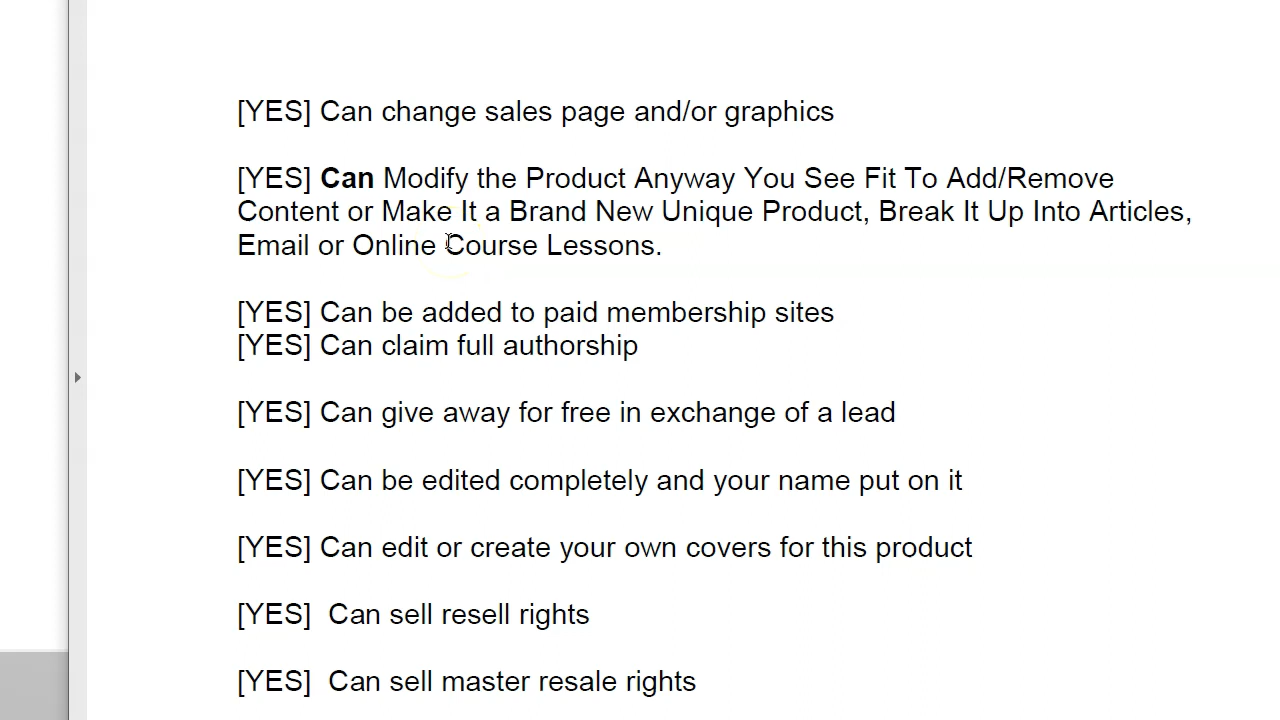 [YES] Can change sales page and/or graphics
[YES] Can Modify the Product Anyway You See Fit To Add/Remove
Content or Make It a Brand New Unique Product, Break It Up Into Articles,
Email or Online Course Lessons.
[YES] Can be added to paid membership sites
[YES] Can claim full authorship
[YES] Can give away for free in exchange of a lead
[YES] Can be edited completely and your name put on it
[YES] Can edit or create your own covers for this product
[YES]  Can sell resell rights
[YES]  Can sell master resale rights